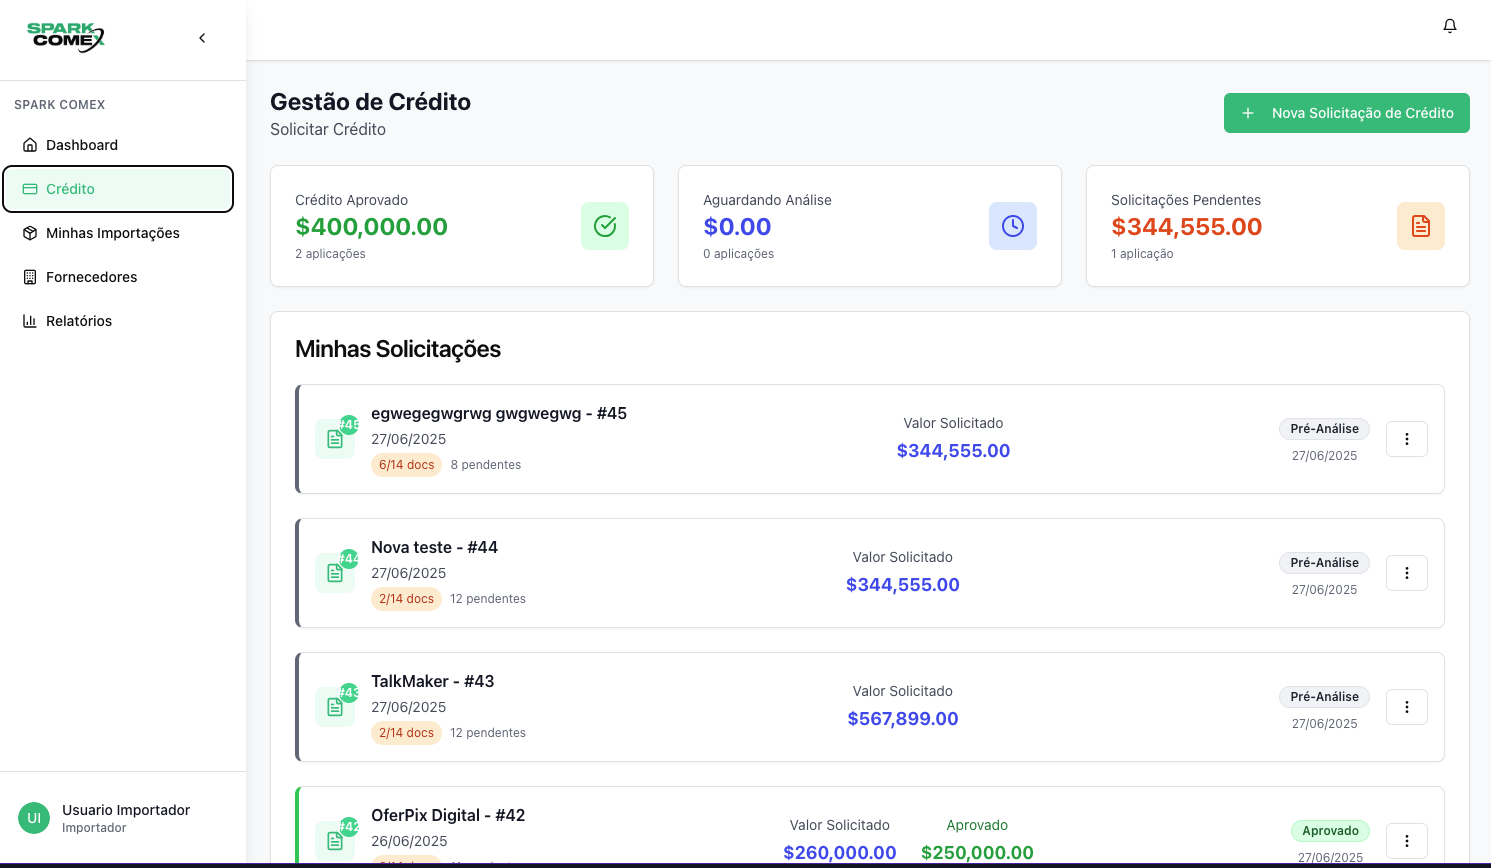 SPARK
COMEX
SPARK COMEX
Dashboard
Crédito
Minhas Importações
Fornecedores
Relatórios
UI
Usuario Importador
Importador
Gestão de Crédito
Solicitar Crédito
+ Nova Solicitação de Crédito
Crédito Aprovado
$400,000.00
2 aplicações
Aguardando Análise
$0.00
0 aplicações
Solicitações Pendentes
$344,555.00
1 aplicação
Minhas Solicitações
#45
egwegegwgrwg gwgwegwg - #45
27/06/2025
6/14 docs 8 pendentes
Valor Solicitado
$344,555.00
Pré-Análise
27/06/2025
#44
Nova teste - #44
27/06/2025
2/14 docs 12 pendentes
Valor Solicitado
$344,555.00
Pré-Análise
27/06/2025
#43
TalkMaker - #43
27/06/2025
2/14 docs 12 pendentes
Valor Solicitado
$567,899.00
Pré-Análise
27/06/2025
#42
OferPix Digital - #42
26/06/2025
Valor Solicitado
$260,000.00
Aprovado
$250,000.00
Aprovado
27/06/2025